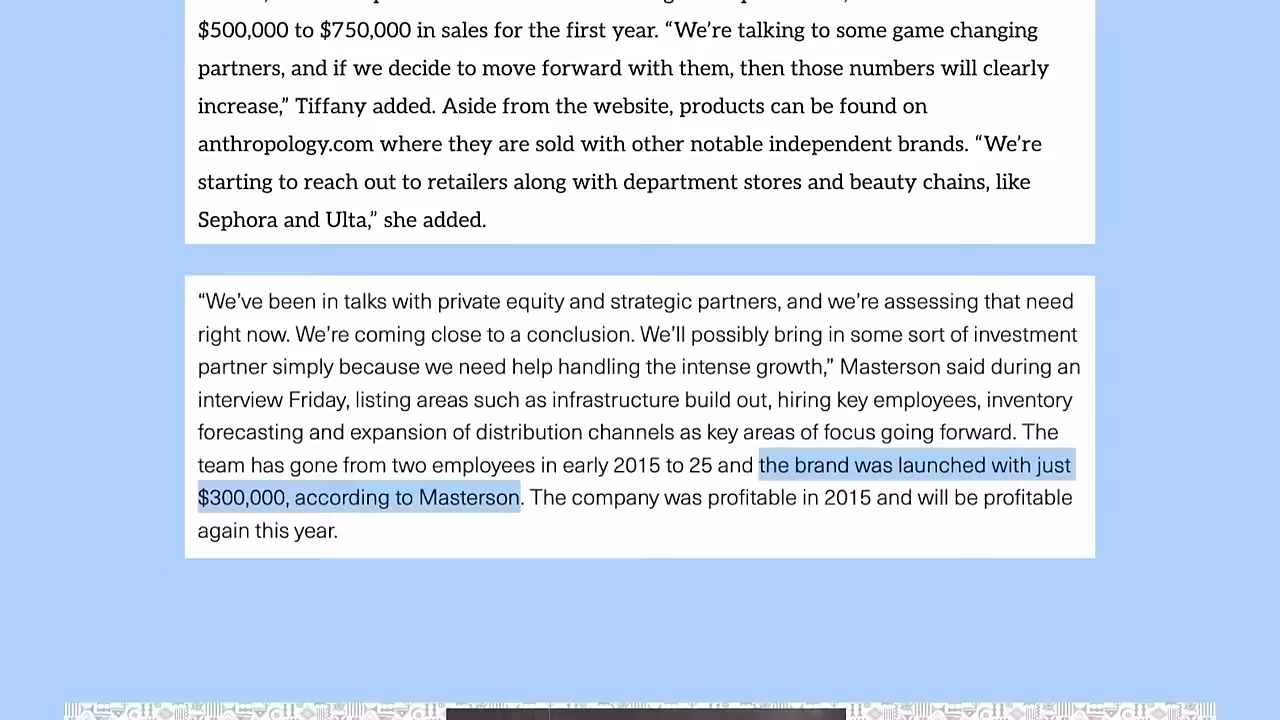 $500,000 to $750,000 in sales for the first year. “We’re talking to some game changing
partners, and if we decide to move forward with them, then those numbers will clearly
increase,” Tiffany added. Aside from the website, products can be found on
anthropology.com where they are sold with other notable independent brands. “We’re
starting to reach out to retailers along with department stores and beauty chains, like
Sephora and Ulta,” she added.
“We’ve been in talks with private equity and strategic partners, and we’re assessing that need
right now. We’re coming close to a conclusion. We’ll possibly bring in some sort of investment
partner simply because we need help handling the intense growth,” Masterson said during an
interview Friday, listing areas such as infrastructure build out, hiring key employees, inventory
forecasting and expansion of distribution channels as key areas of focus going forward. The
team has gone from two employees in early 2015 to 25 and the brand was launched with just
$300,000, according to Masterson. The company was profitable in 2015 and will be profitable
again this year.